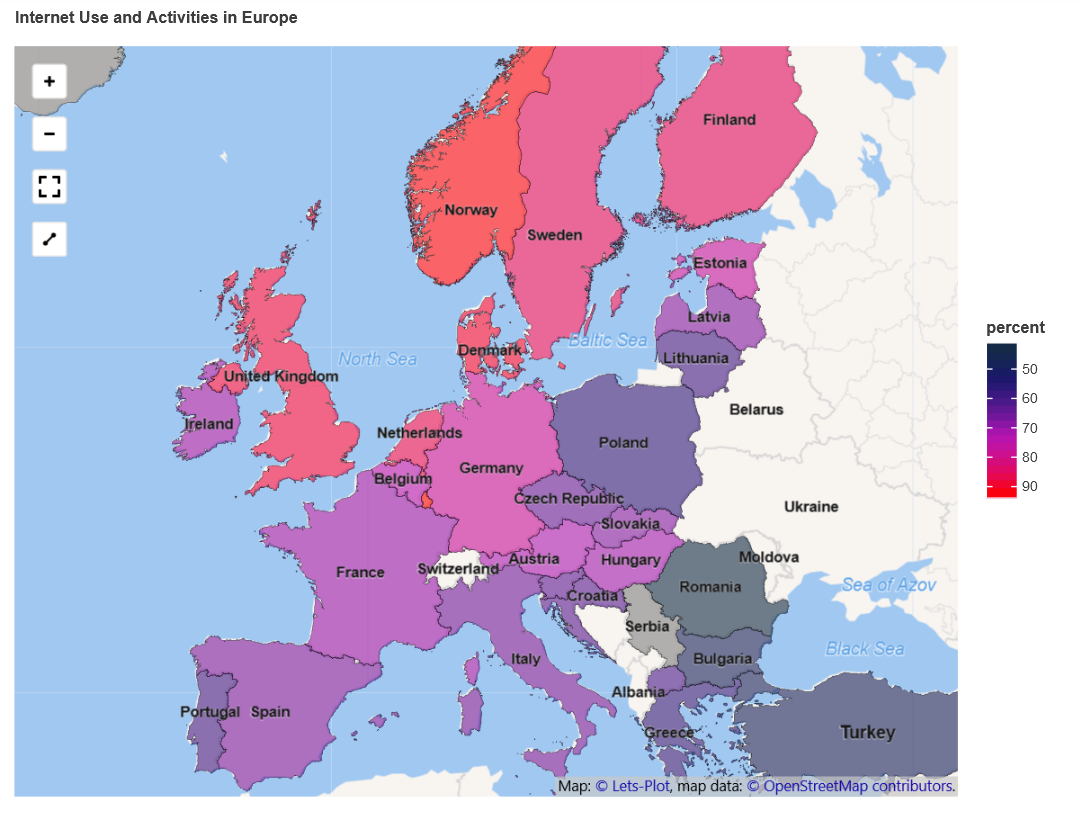 Internet Use and Activities in Europe
+
−
Finland
Norway
Sweden
Estonia
Latvia
Baltic Sea
Denmark
North Sea
Lithuania
United Kingdom
Belarus
Ireland
Netherlands
Poland
Germany
Belgium
Czech Republic
Ukraine
Slovakia
Moldova
Austria
Hungary
Switzerland
France
Romania
Sea of Azov
Croatia
Serbia
Black Sea
Italy
Bulgaria
Albania
Portugal
Spain
Greece
Turkey
Map: © Lets-Plot, map data: © OpenStreetMap contributors.
percent
50
60
70
80
90